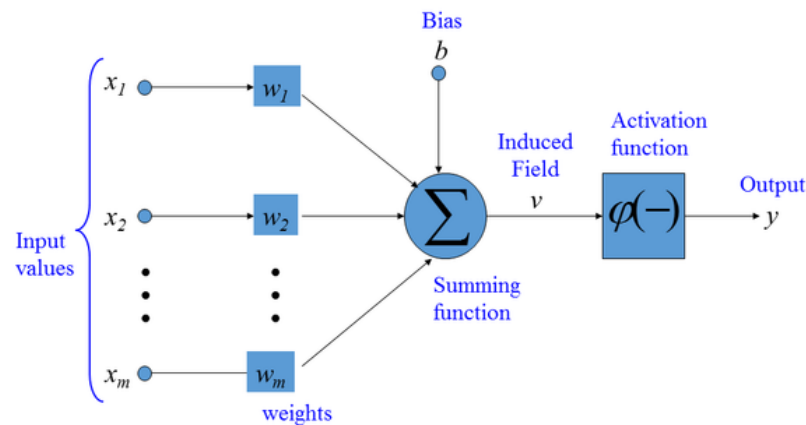 Bias
b
x1
w1
Induced
Field
v
Activation
function
φ(−)
Output
y
Input
values
x2
w2
∑
Summing
function
xm
wm
weights